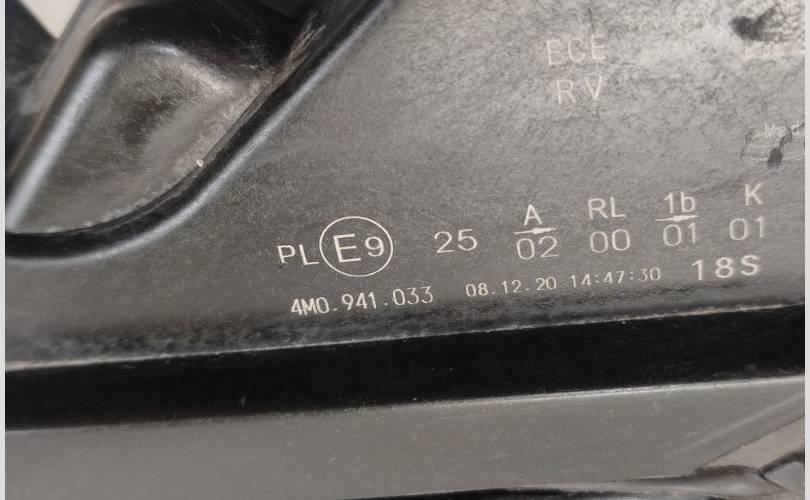 ECE
RV
A RL 1b K
PL E9 25 02 00 01 01
4M0.941.033 08.12.20 14:47:30 18S